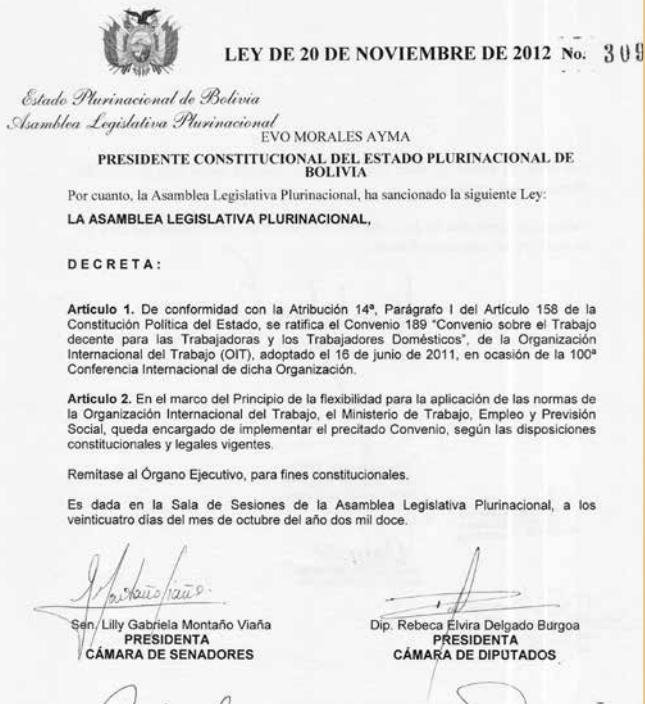 LEY DE 20 DE NOVIEMBRE DE 2012 No. 309
Estado Plurinacional de Bolivia
Asamblea Legislativa Plurinacional
EVO MORALES AYMA
PRESIDENTE CONSTITUCIONAL DEL ESTADO PLURINACIONAL DE
BOLIVIA
Por cuanto, la Asamblea Legislativa Plurinacional, ha sancionado la siguiente Ley:
LA ASAMBLEA LEGISLATIVA PLURINACIONAL,
D E C R E T A :
Artículo 1. De conformidad con la Atribución 14ª, Parágrafo I del Artículo 158 de la
Constitución Política del Estado, se ratifica el Convenio 189 "Convenio sobre el Trabajo
decente para las Trabajadoras y los Trabajadores Domésticos", de la Organización
Internacional del Trabajo (OIT), adoptado el 16 de junio de 2011, en ocasión de la 100ª
Conferencia Internacional de dicha Organización.
Artículo 2. En el marco del Principio de la flexibilidad para la aplicación de las normas de
la Organización Internacional del Trabajo, el Ministerio de Trabajo, Empleo y Previsión
Social, queda encargado de implementar el precitado Convenio, según las disposiciones
constitucionales y legales vigentes.
Remítase al Órgano Ejecutivo, para fines constitucionales.
Es dada en la Sala de Sesiones de la Asamblea Legislativa Plurinacional, a los
veinticuatro días del mes de octubre del año dos mil doce.
Sen. Lilly Gabriela Montaño Viaña
PRESIDENTA
CÁMARA DE SENADORES
Dip. Rebeca Elvira Delgado Burgoa
PRESIDENTA
CÁMARA DE DIPUTADOS